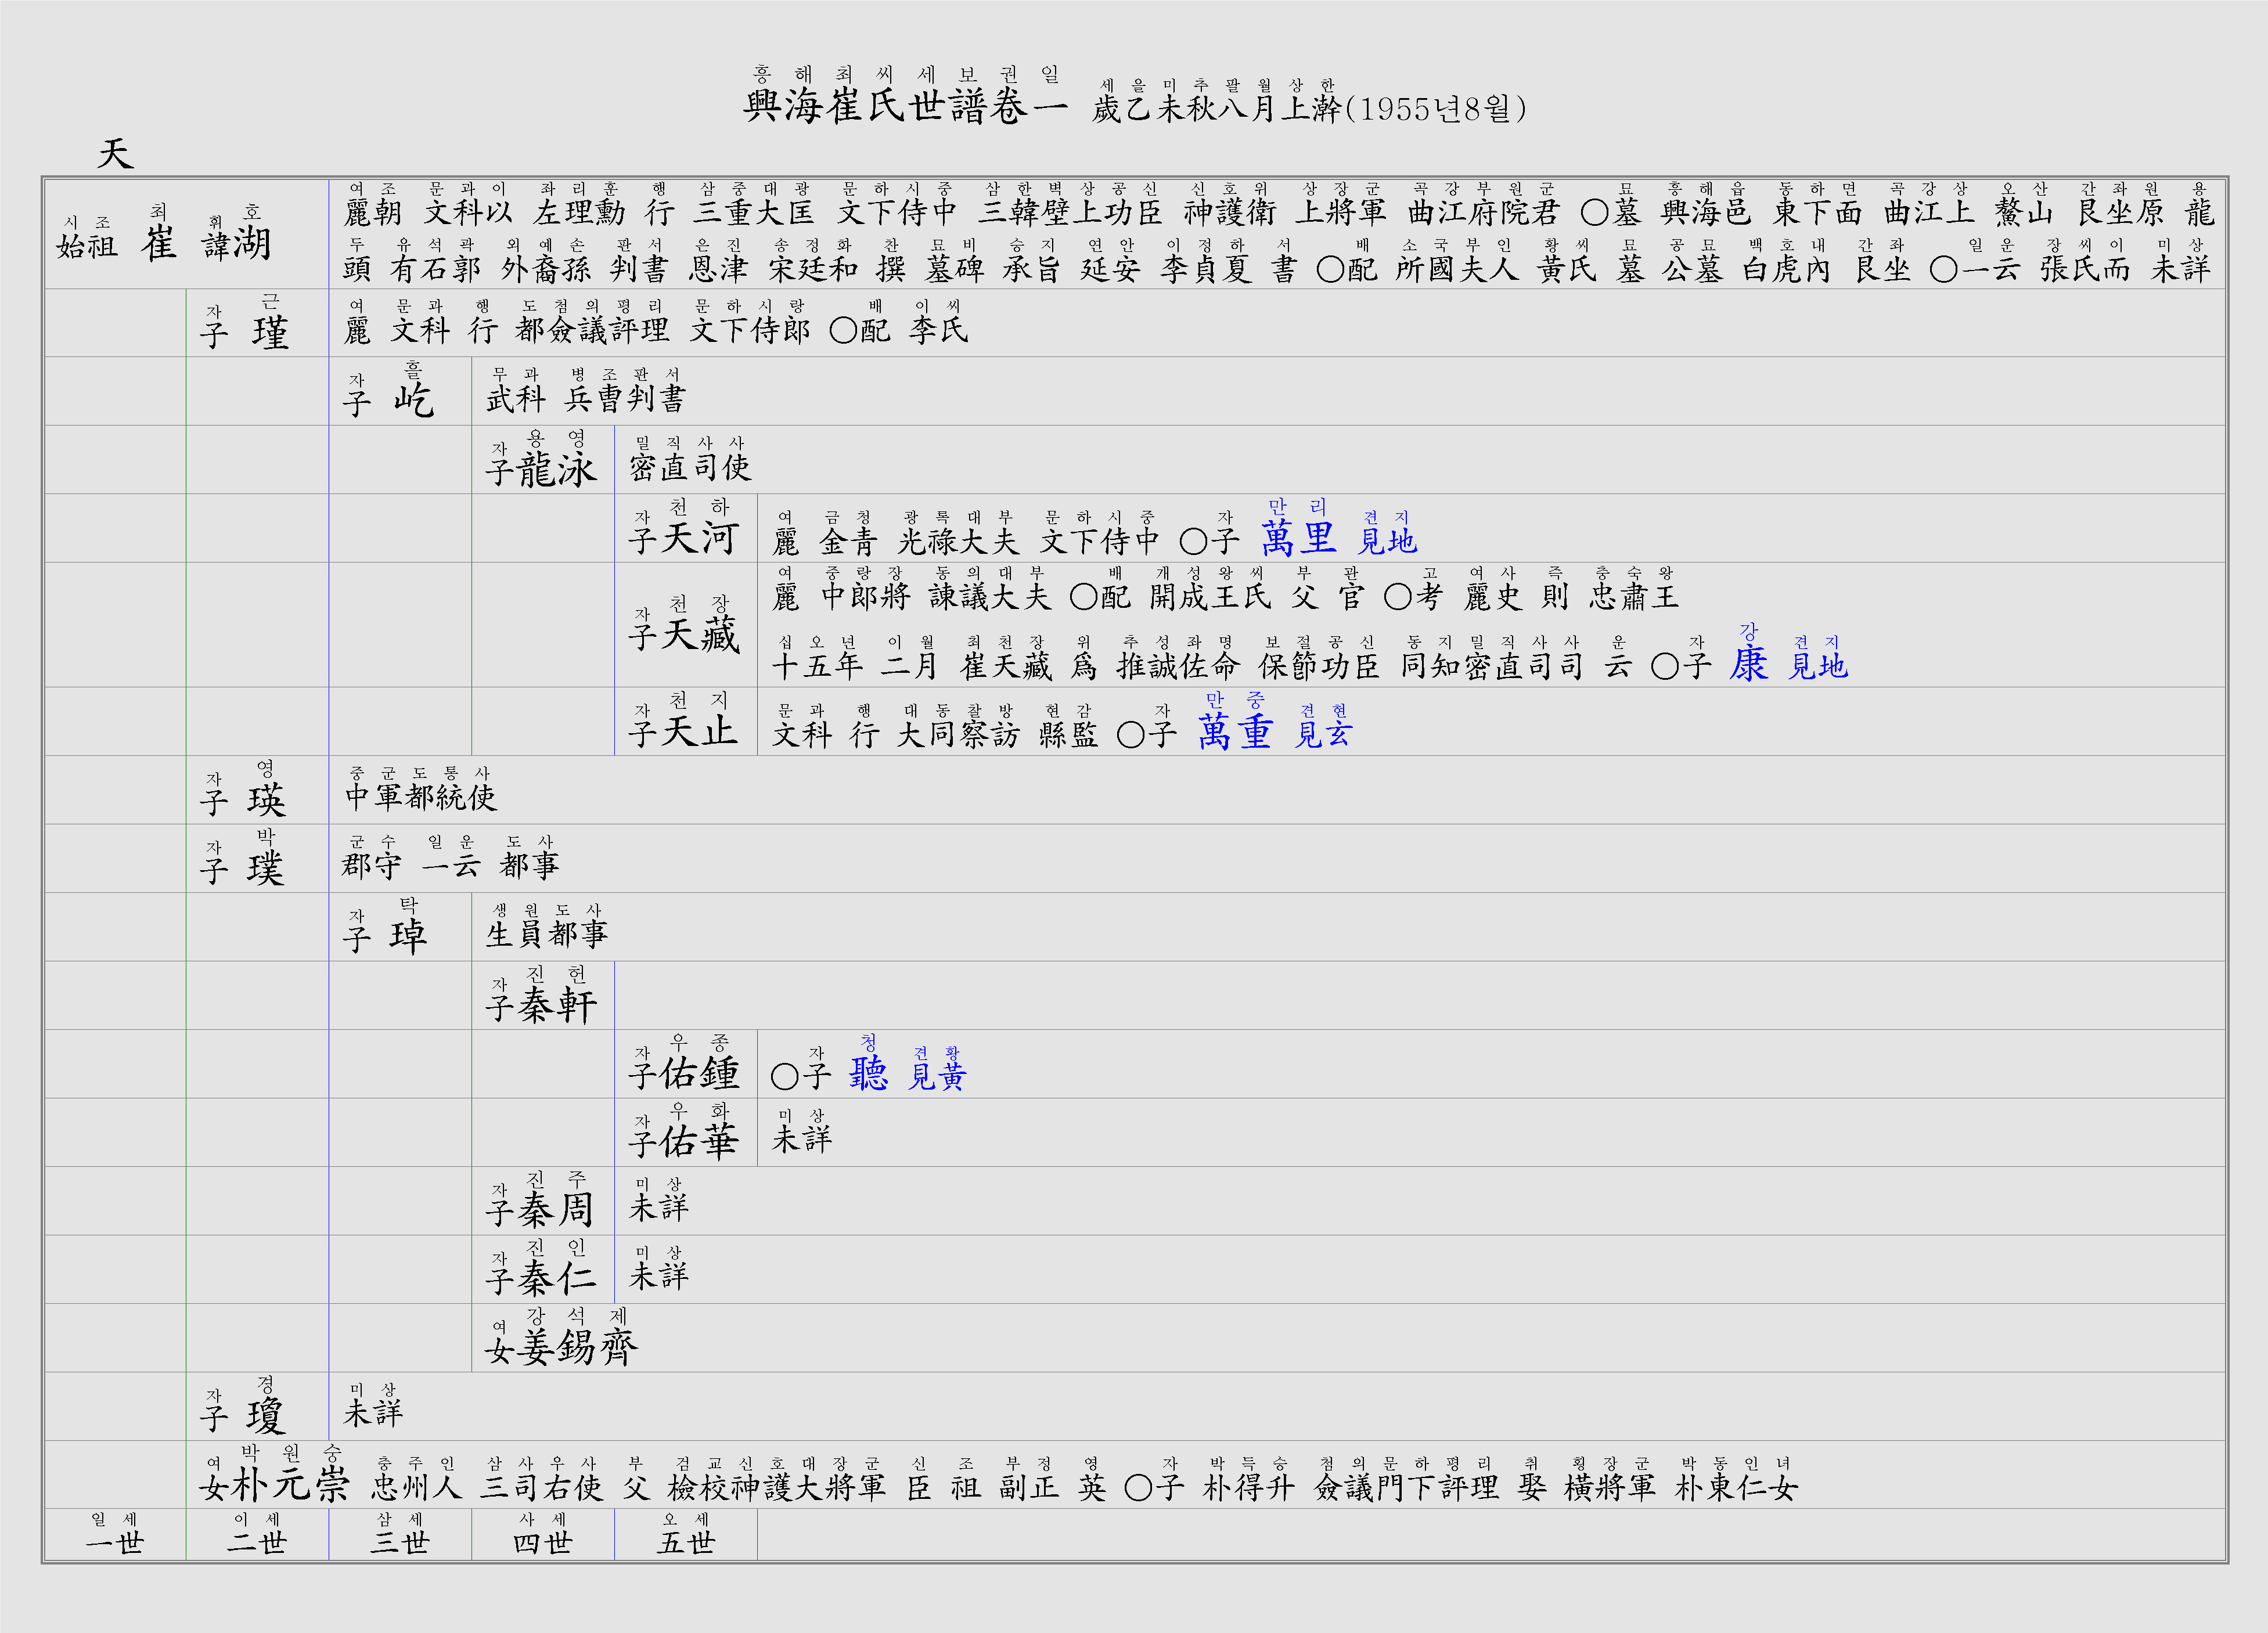 흥해최씨세보권일 세을미추팔월상한
興海崔氏世譜卷一 歲乙未秋八月上澣(1955년8월)
天
시조 최 휘호
始祖 崔 諱湖
여조 문과이 좌리훈 행 삼중대광 문하시중 삼한벽상공신 신호위 상장군 곡강부원군 묘 흥해읍 동하면 곡강상 오산 간좌원 용
麗朝 文科以 左理勳 行 三重大匡 文下侍中 三韓壁上功臣 神護衛 上將軍 曲江府院君 ◯墓 興海邑 東下面 曲江上 鰲山 艮坐原 龍
두 유석곽 외예손 판서 은진 송정화 찬 묘비 승지 연안 이정하 서 배 소국부인 황씨 묘 공묘 백호내 간좌 일운 장씨이 미상
頭 有石郭 外裔孫 判書 恩津 宋廷和 撰 墓碑 承旨 延安 李貞夏 書 ◯配 所國夫人 黃氏 墓 公墓 白虎內 艮坐 ◯一云 張氏而 未詳
자 근
子 瑾
여 문과 행 도첨의평리 문하시랑 배 이씨
麗 文科 行 都僉議評理 文下侍郞 ◯配 李氏
자 흘
子 屹
무과 병조판서
武科 兵曹判書
자용영
子龍泳
밀직사사
密直司使
자천하
子天河
여 금청 광록대부 문하시중 자 만리 견지
麗 金靑 光祿大夫 文下侍中 ◯子 萬里 見地
자천장
子天藏
여 중랑장 동의대부 배 개성왕씨 부 관 고 여사 즉 충숙왕
麗 中郞將 諫議大夫 ◯配 開成王氏 父 官 ◯考 麗史 則 忠肅王
십오년 이월 최천장 위 추성좌명 보절공신 동지밀직사사 운 자 강 견지
十五年 二月 崔天藏 爲 推誠佐命 保節功臣 同知密直司司 云 ◯子 康 見地
자천지
子天止
문과 행 대동찰방 현감 자 만중 견현
文科 行 大同察訪 縣監 ◯子 萬重 見玄
자 영
子 瑛
중군도통사
中軍都統使
자 박
子 璞
군수 일운 도사
郡守 一云 都事
자 탁
子 琸
생원도사
生員都事
자진헌
子秦軒
자우종
子佑鍾
자 청 견황
◯子 聽 見黃
자우화
子佑華
미상
未詳
자진주
子秦周
미상
未詳
자진인
子秦仁
미상
未詳
여강석제
女姜錫齊
자 경
子 瓊
미상
未詳
여박원숭 충주인 삼사우사 부 검교신호대장군 신 조 부정 영 자 박득승 첨의문하평리 취 횡장군 박동인녀
女朴元崇 忠州人 三司右使 父 檢校神護大將軍 臣 祖 副正 英 ◯子 朴得升 僉議門下評理 娶 橫將軍 朴東仁女
일세 이세 삼세 사세 오세
一世 二世 三世 四世 五世